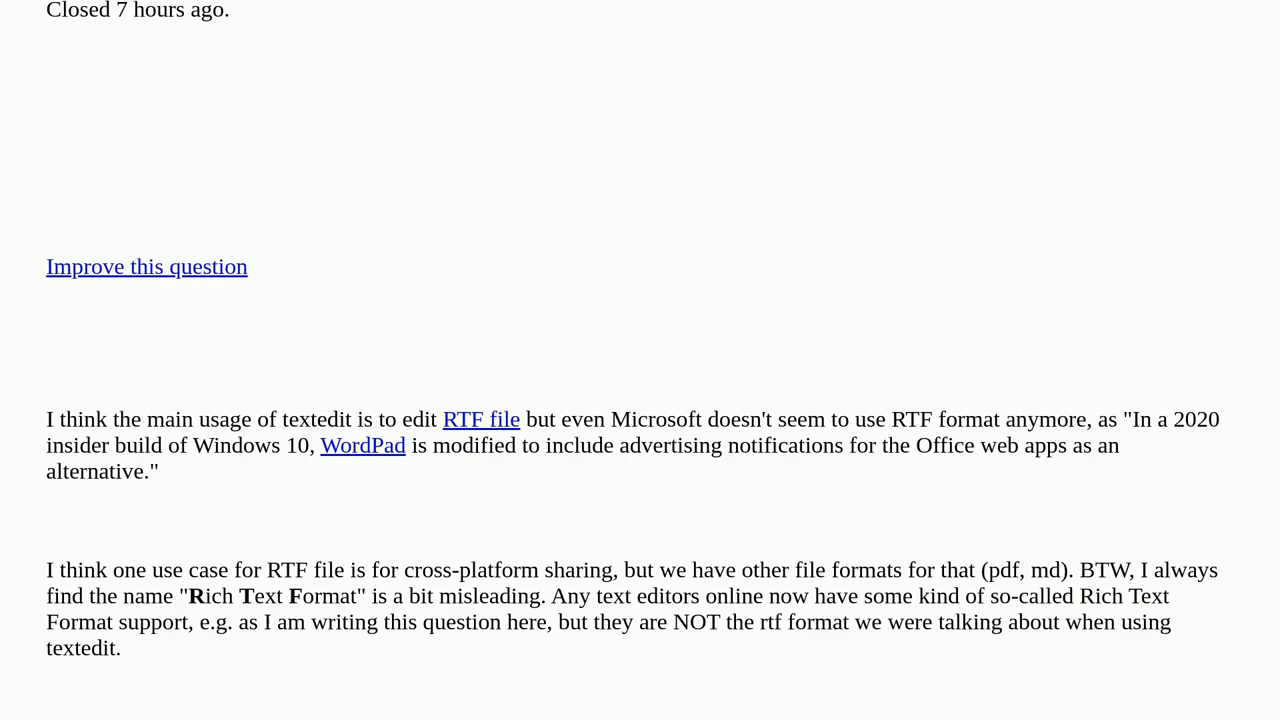 Closed 7 hours ago.
Improve this question
I think the main usage of textedit is to edit RTF file but even Microsoft doesn't seem to use RTF format anymore, as "In a 2020
insider build of Windows 10, WordPad is modified to include advertising notifications for the Office web apps as an
alternative."
I think one use case for RTF file is for cross-platform sharing, but we have other file formats for that (pdf, md). BTW, I always
find the name "Rich Text Format" is a bit misleading. Any text editors online now have some kind of so-called Rich Text
Format support, e.g. as I am writing this question here, but they are NOT the rtf format we were talking about when using
textedit.